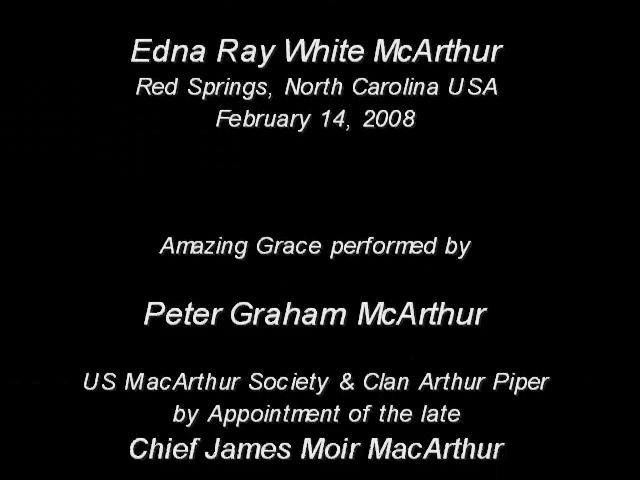 Edna Ray White McArthur
Red Springs, North Carolina USA
February 14, 2008
Amazing Grace performed by
Peter Graham McArthur
US MacArthur Society & Clan Arthur Piper
by Appointment of the late
Chief James Moir MacArthur